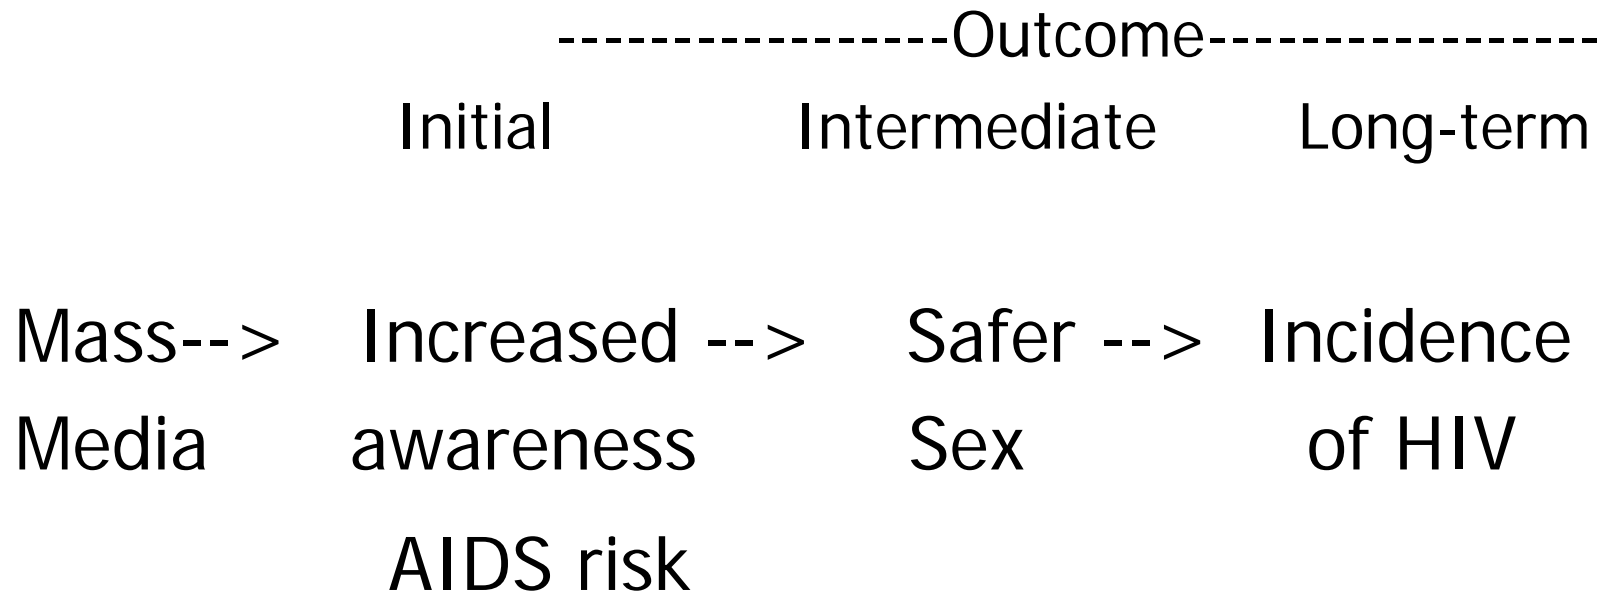 -----------------Outcome-----------------
Initial Intermediate Long-term
Mass--> Increased --> Safer --> Incidence
Media awareness Sex of HIV
AIDS risk